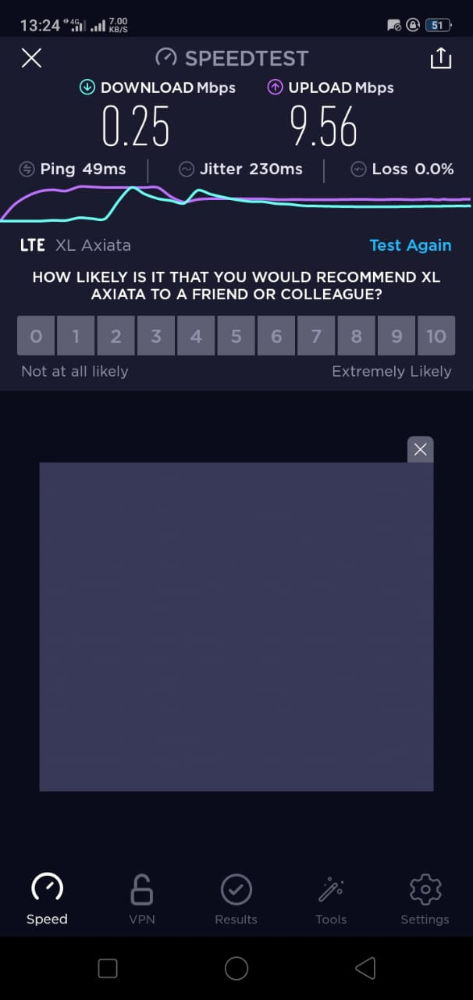 13:24 4G 7.00 KB/S 51
SPEEDTEST
DOWNLOAD Mbps UPLOAD Mbps
0.25 9.56
Ping 49ms Jitter 230ms Loss 0.0%
LTE XL Axiata Test Again
HOW LIKELY IS IT THAT YOU WOULD RECOMMEND XL
AXIATA TO A FRIEND OR COLLEAGUE?
0 1 2 3 4 5 6 7 8 9 10
Not at all likely Extremely Likely
Speed VPN Results Tools Settings